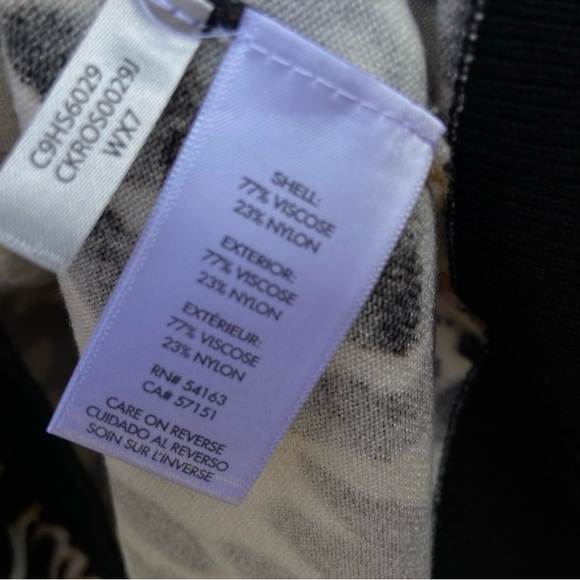 C9HS6029
CKROS0029J
WX7
SHELL:
77% VISCOSE
23% NYLON
EXTERIOR:
77% VISCOSE
23% NYLON
EXTÉRIEUR:
77% VISCOSE
23% NYLON
RN# 54163
CA# 57151
CARE ON REVERSE
CUIDADO AL REVERSO
SOIN SUR L'INVERSE